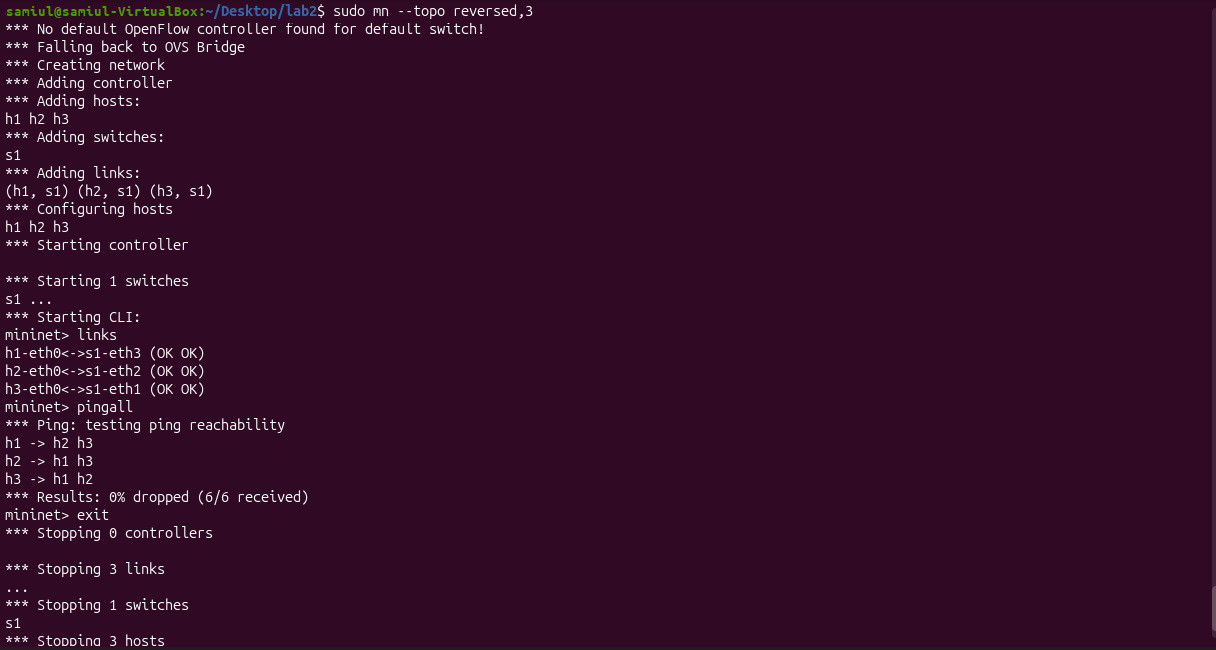 samiul@samiul-VirtualBox:~/Desktop/lab2$ sudo mn --topo reversed,3
*** No default OpenFlow controller found for default switch!
*** Falling back to OVS Bridge
*** Creating network
*** Adding controller
*** Adding hosts:
h1 h2 h3
*** Adding switches:
s1
*** Adding links:
(h1, s1) (h2, s1) (h3, s1)
*** Configuring hosts
h1 h2 h3
*** Starting controller

*** Starting 1 switches
s1 ...
*** Starting CLI:
mininet> links
h1-eth0<->s1-eth3 (OK OK)
h2-eth0<->s1-eth2 (OK OK)
h3-eth0<->s1-eth1 (OK OK)
mininet> pingall
*** Ping: testing ping reachability
h1 -> h2 h3
h2 -> h1 h3
h3 -> h1 h2
*** Results: 0% dropped (6/6 received)
mininet> exit
*** Stopping 0 controllers

*** Stopping 3 links
...
*** Stopping 1 switches
s1
*** Stopping 3 hosts